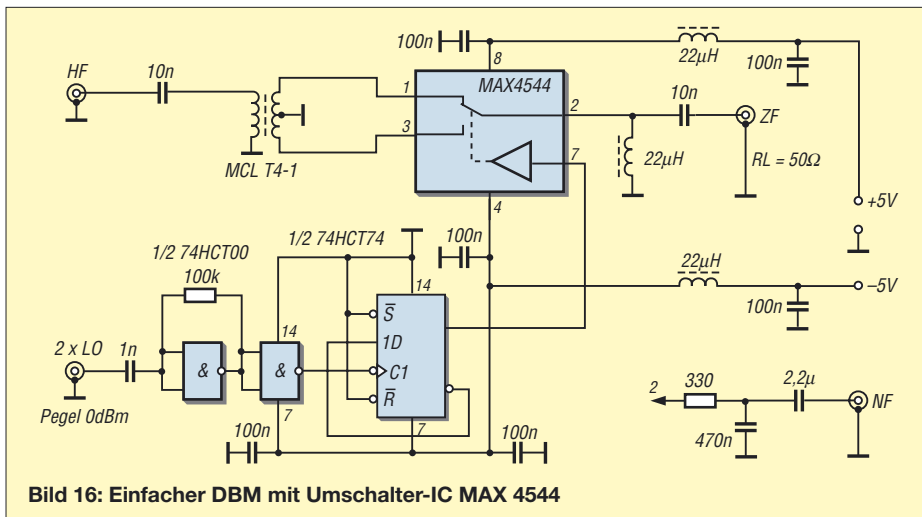 100n
8
22µH
100n
HF
10n
1
MAX4544
2
10n
ZF
3
7
22µH
RL = 50Ω
MCL T4-1
4
+5V
1/2 74HCT00
1/2 74HCT74
100n
22µH
–5V
100k
14
100n
14
S
1D
2 x LO
1n
&
&
C1
R
2
330
2,2µ
NF
Pegel 0dBm
7
7
470n
100n
100n
Bild 16: Einfacher DBM mit Umschalter-IC MAX 4544